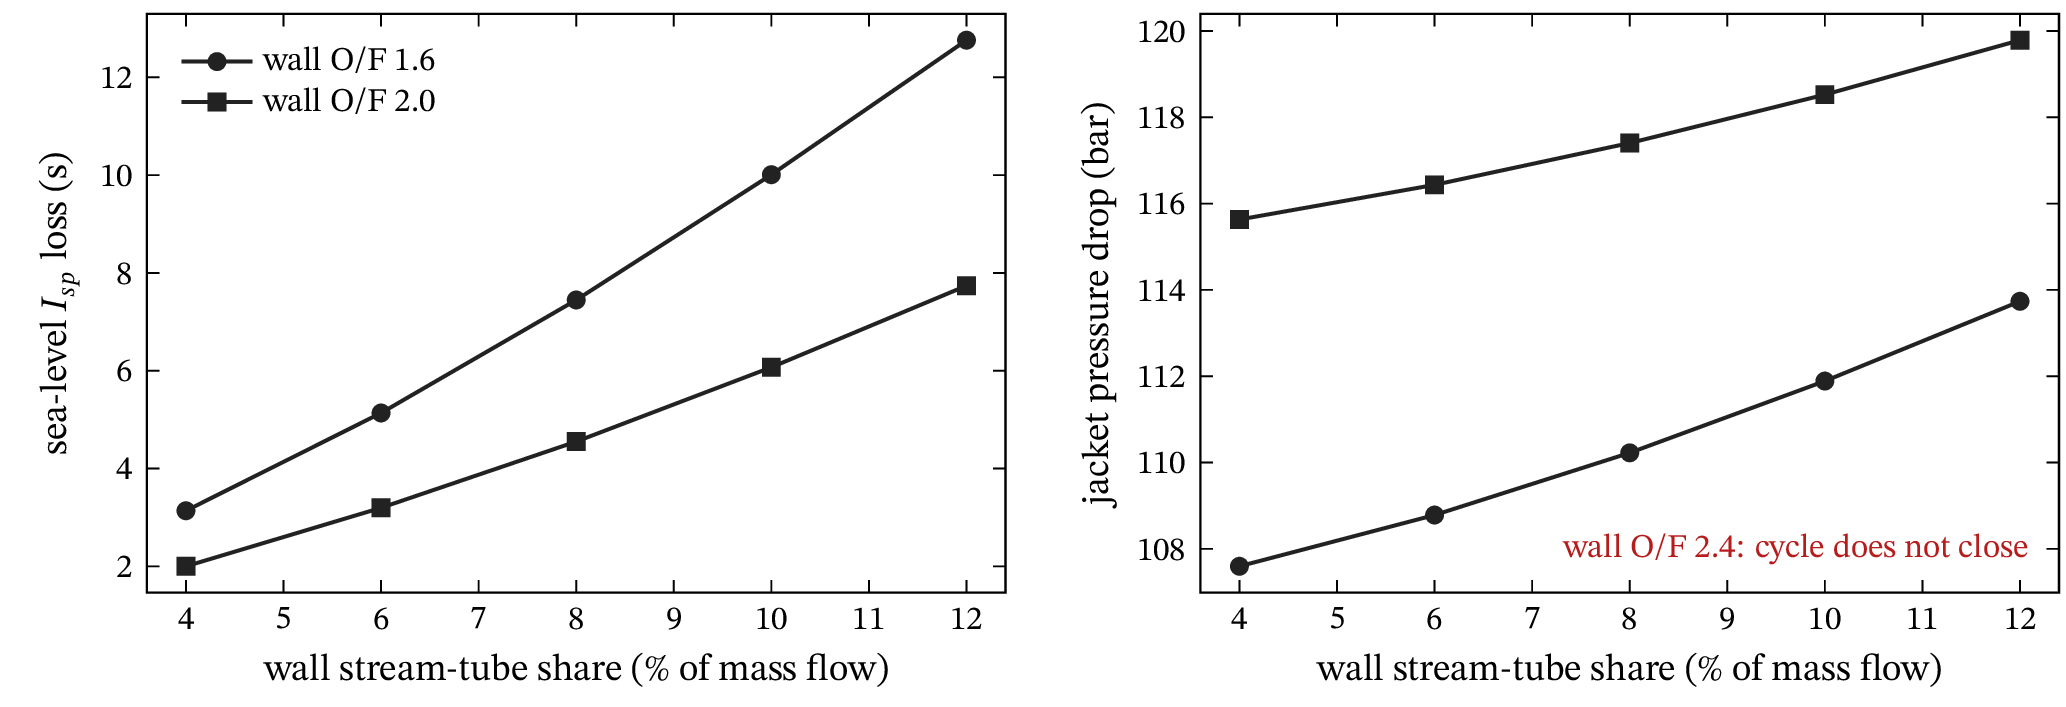 wall O/F 1.6
wall O/F 2.0
sea-level Isp loss (s)
12
10
8
6
4
2
4 5 6 7 8 9 10 11 12
wall stream-tube share (% of mass flow)
jacket pressure drop (bar)
120
118
116
114
112
110
108
wall O/F 2.4: cycle does not close
4 5 6 7 8 9 10 11 12
wall stream-tube share (% of mass flow)